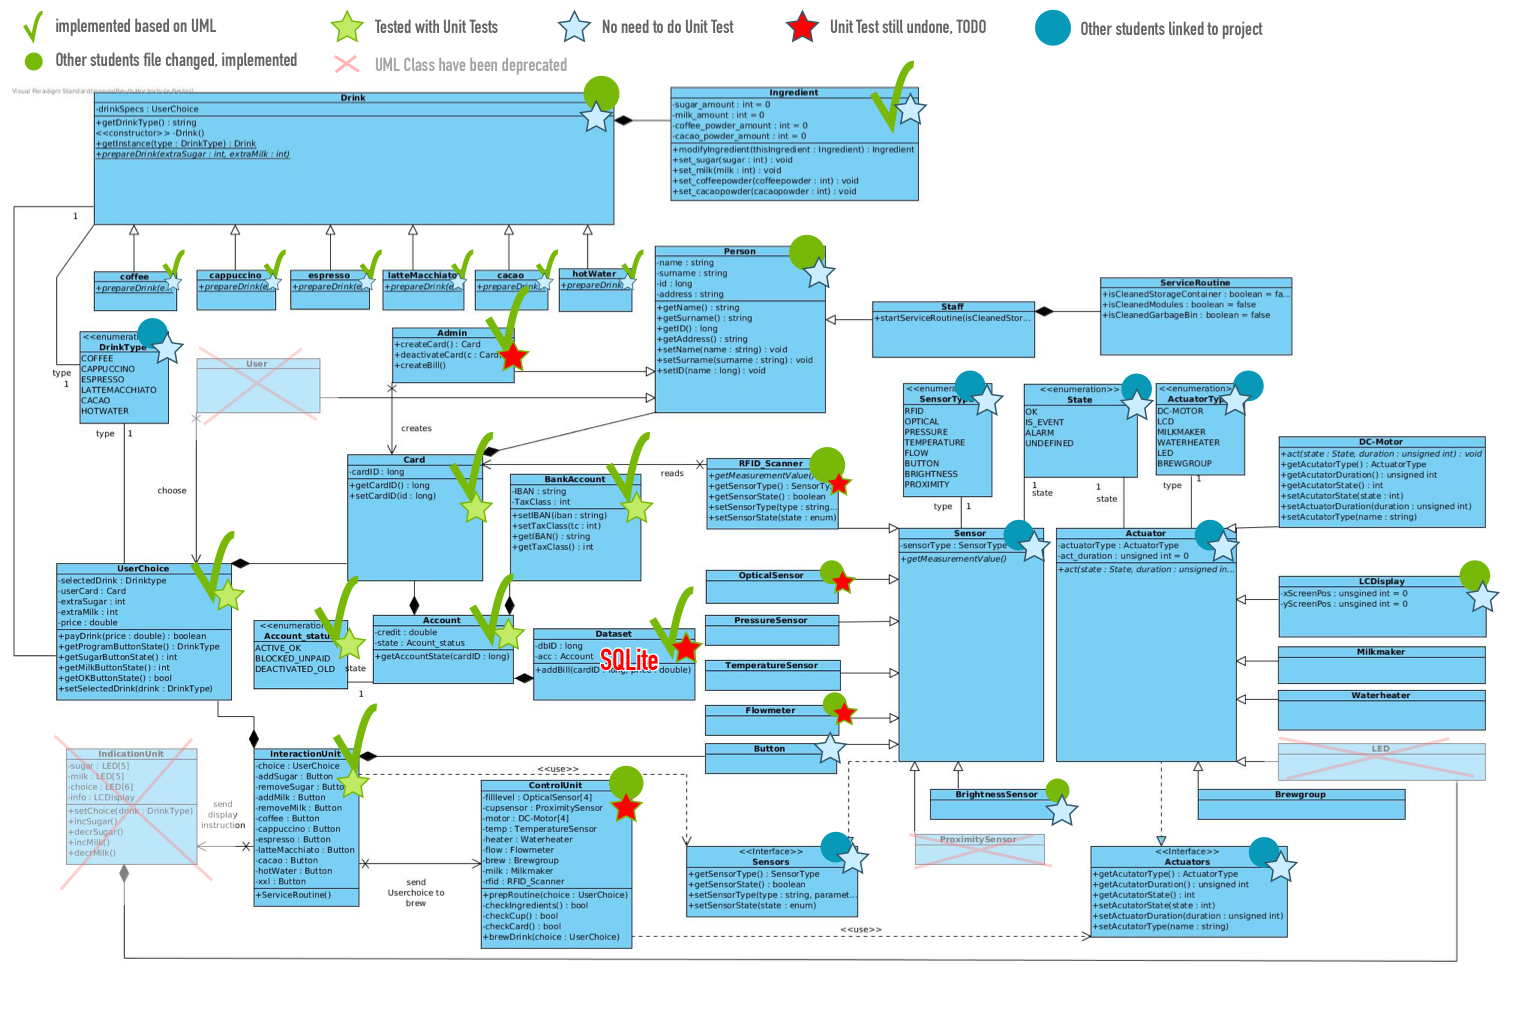 implemented based on UML
Tested with Unit Tests
No need to do Unit Test
Unit Test still undone, TODO
Other students linked to project
Other students file changed, implemented
UML Class have been deprecated
Drink
-drinkSpecs : UserChoice
+getDrinkType() : string
<<constructor>> -Drink()
+getInstance(type : DrinkType) : Drink
+prepareDrink(extraSugar : int, extraMilk : int)
Ingredient
-sugar_amount : int = 0
-milk_amount : int = 0
-coffee_powder_amount : int = 0
-cacao_powder_amount : int = 0
+modifyIngredient(thisIngredient : Ingredient) : Ingredient
+set_sugar(sugar : int) : void
+set_milk(milk : int) : void
+set_coffeepowder(coffeepowder : int) : void
+set_cacaopowder(cacaopowder : int) : void
1
coffee
+prepareDrink(e...
cappuccino
+prepareDrink(e
espresso
+prepareDrink(e
latteMacchiato
+prepareDrink(e
cacao
+prepareDrink(
hotWater
+prepareDrink
Person
-name : string
-surname : string
-id : long
-address : string
+getName() : string
+getSurname() : string
+getID() : long
+getAddress() : string
+setName(name : string) : void
+setSurname(surname : string) : void
+setID(name : long) : void
Staff
+startServiceRoutine(isCleanedStor...
ServiceRoutine
+isCleanedStorageContainer : boolean = fa...
+isCleanedModules : boolean = false
+isCleanedGarbageBin : boolean = false
Admin
+createCard() : Card
+deactivateCard(c : Card)
+createBill()
<<enumerati
DrinkType
COFFEE
CAPPUCCINO
ESPRESSO
LATTEMACCHIATO
CACAO
HOTWATER
type
1
type 1
User
creates
choose
<<enumera
SensorType
RFID
OPTICAL
PRESSURE
TEMPERATURE
FLOW
BUTTON
BRIGHTNESS
PROXIMITY
type 1
<<enumeration>>
State
OK
IS_EVENT
ALARM
UNDEFINED
1
state
1
state
<<enumeration>
ActuatorType
DC-MOTOR
LCD
MILKMAKER
WATERHEATER
LED
BREWGROUP
type 1
DC-Motor
+act(state : State, duration : unsigned int) : void
+getAcutatorType() : ActuatorType
+getAcutatorDuration() : unsigned int
+getAcutatorState() : int
+setAcutatorState(state : int)
+setActuatorDuration(duration : unsigned int)
+setAcutatorType(name : string)
Card
-cardID : long
+getCardID() : long
+setCardID(id : long)
BankAccount
-IBAN : string
-TaxClass : int
+setIBAN(iban : string)
+setTaxClass(tc : int)
+getIBAN() : string
+getTaxClass() : int
reads
RFID_Scanner
+getMeasurementValue()
+getSensorType() : SensorTy
+getSensorState() : boolean
+setSensorType(type : string...
+setSensorState(state : enum)
Sensor
-sensorType : SensorType
+getMeasurementValue()
Actuator
-actuatorType : ActuatorType
-act_duration : unsigned int = 0
+act(state : State, duration : unsigned in...
LCDisplay
-xScreenPos : unsgined int = 0
-yScreenPos : unsigned int = 0
OpticalSensor
PressureSensor
TemperatureSensor
Flowmeter
Button
Milkmaker
Waterheater
LED
UserChoice
-selectedDrink : Drinktype
-userCard : Card
-extraSugar : int
-extraMilk : int
-price : double
+payDrink(price : double) : boolean
+getProgramButtonState() : DrinkType
+getSugarButtonState() : int
+getMilkButtonState() : int
+getOKButtonState() : bool
+setSelectedDrink(drink : DrinkType)
<<enumeration
Account_status
ACTIVE_OK
BLOCKED_UNPAID
DEACTIVATED_OLD
state
1
Account
-credit : double
-state : Acount_status
+getAccountState(cardID : long)
Dataset
-dbID : long
-acc : Account
SQLite
+addBill(cardID : long, price : double)
IndicationUnit
-sugar : LED[5]
-milk : LED[5]
-choice : LED[6]
-info : LCDisplay
+setChoice(drink : DrinkType)
+incSugar()
+decrSugar()
+incMilk()
+decrMilk()
send
display
instruction
InteractionUnit
-choice : UserChoice
-addSugar : Button
-removeSugar : Butto
-addMilk : Button
-removeMilk : Button
-coffee : Button
-cappuccino : Button
-espresso : Button
-latteMacchiato : Button
-cacao : Button
-hotWater : Button
-xxl : Button
+ServiceRoutine()
send
Userchoice to
brew
<<use>>
ControlUnit
-filllevel : OpticalSensor[4]
-cupsensor : ProximitySensor
-motor : DC-Motor[4]
-temp : TemperatureSensor
-heater : Waterheater
-flow : Flowmeter
-brew : Brewgroup
-milk : Milkmaker
-rfid : RFID_Scanner
+prepRoutine(choice : UserChoice)
-checkIngredients() : bool
-checkCup() : bool
-checkCard() : bool
+brewDrink(choice : UserChoice)
<<Interface>>
Sensors
+getSensorType() : SensorType
+getSensorState() : boolean
+setSensorType(type : string, paramet...
+setSensorState(state : enum)
<<use>>
BrightnessSensor
ProximitySensor
Brewgroup
<<Interface>
Actuators
+getAcutatorType() : ActuatorType
+getAcutatorDuration() : unsigned int
+getAcutatorState() : int
+setAcutatorState(state : int)
+setActuatorDuration(duration : unsigned int)
+setAcutatorType(name : string)